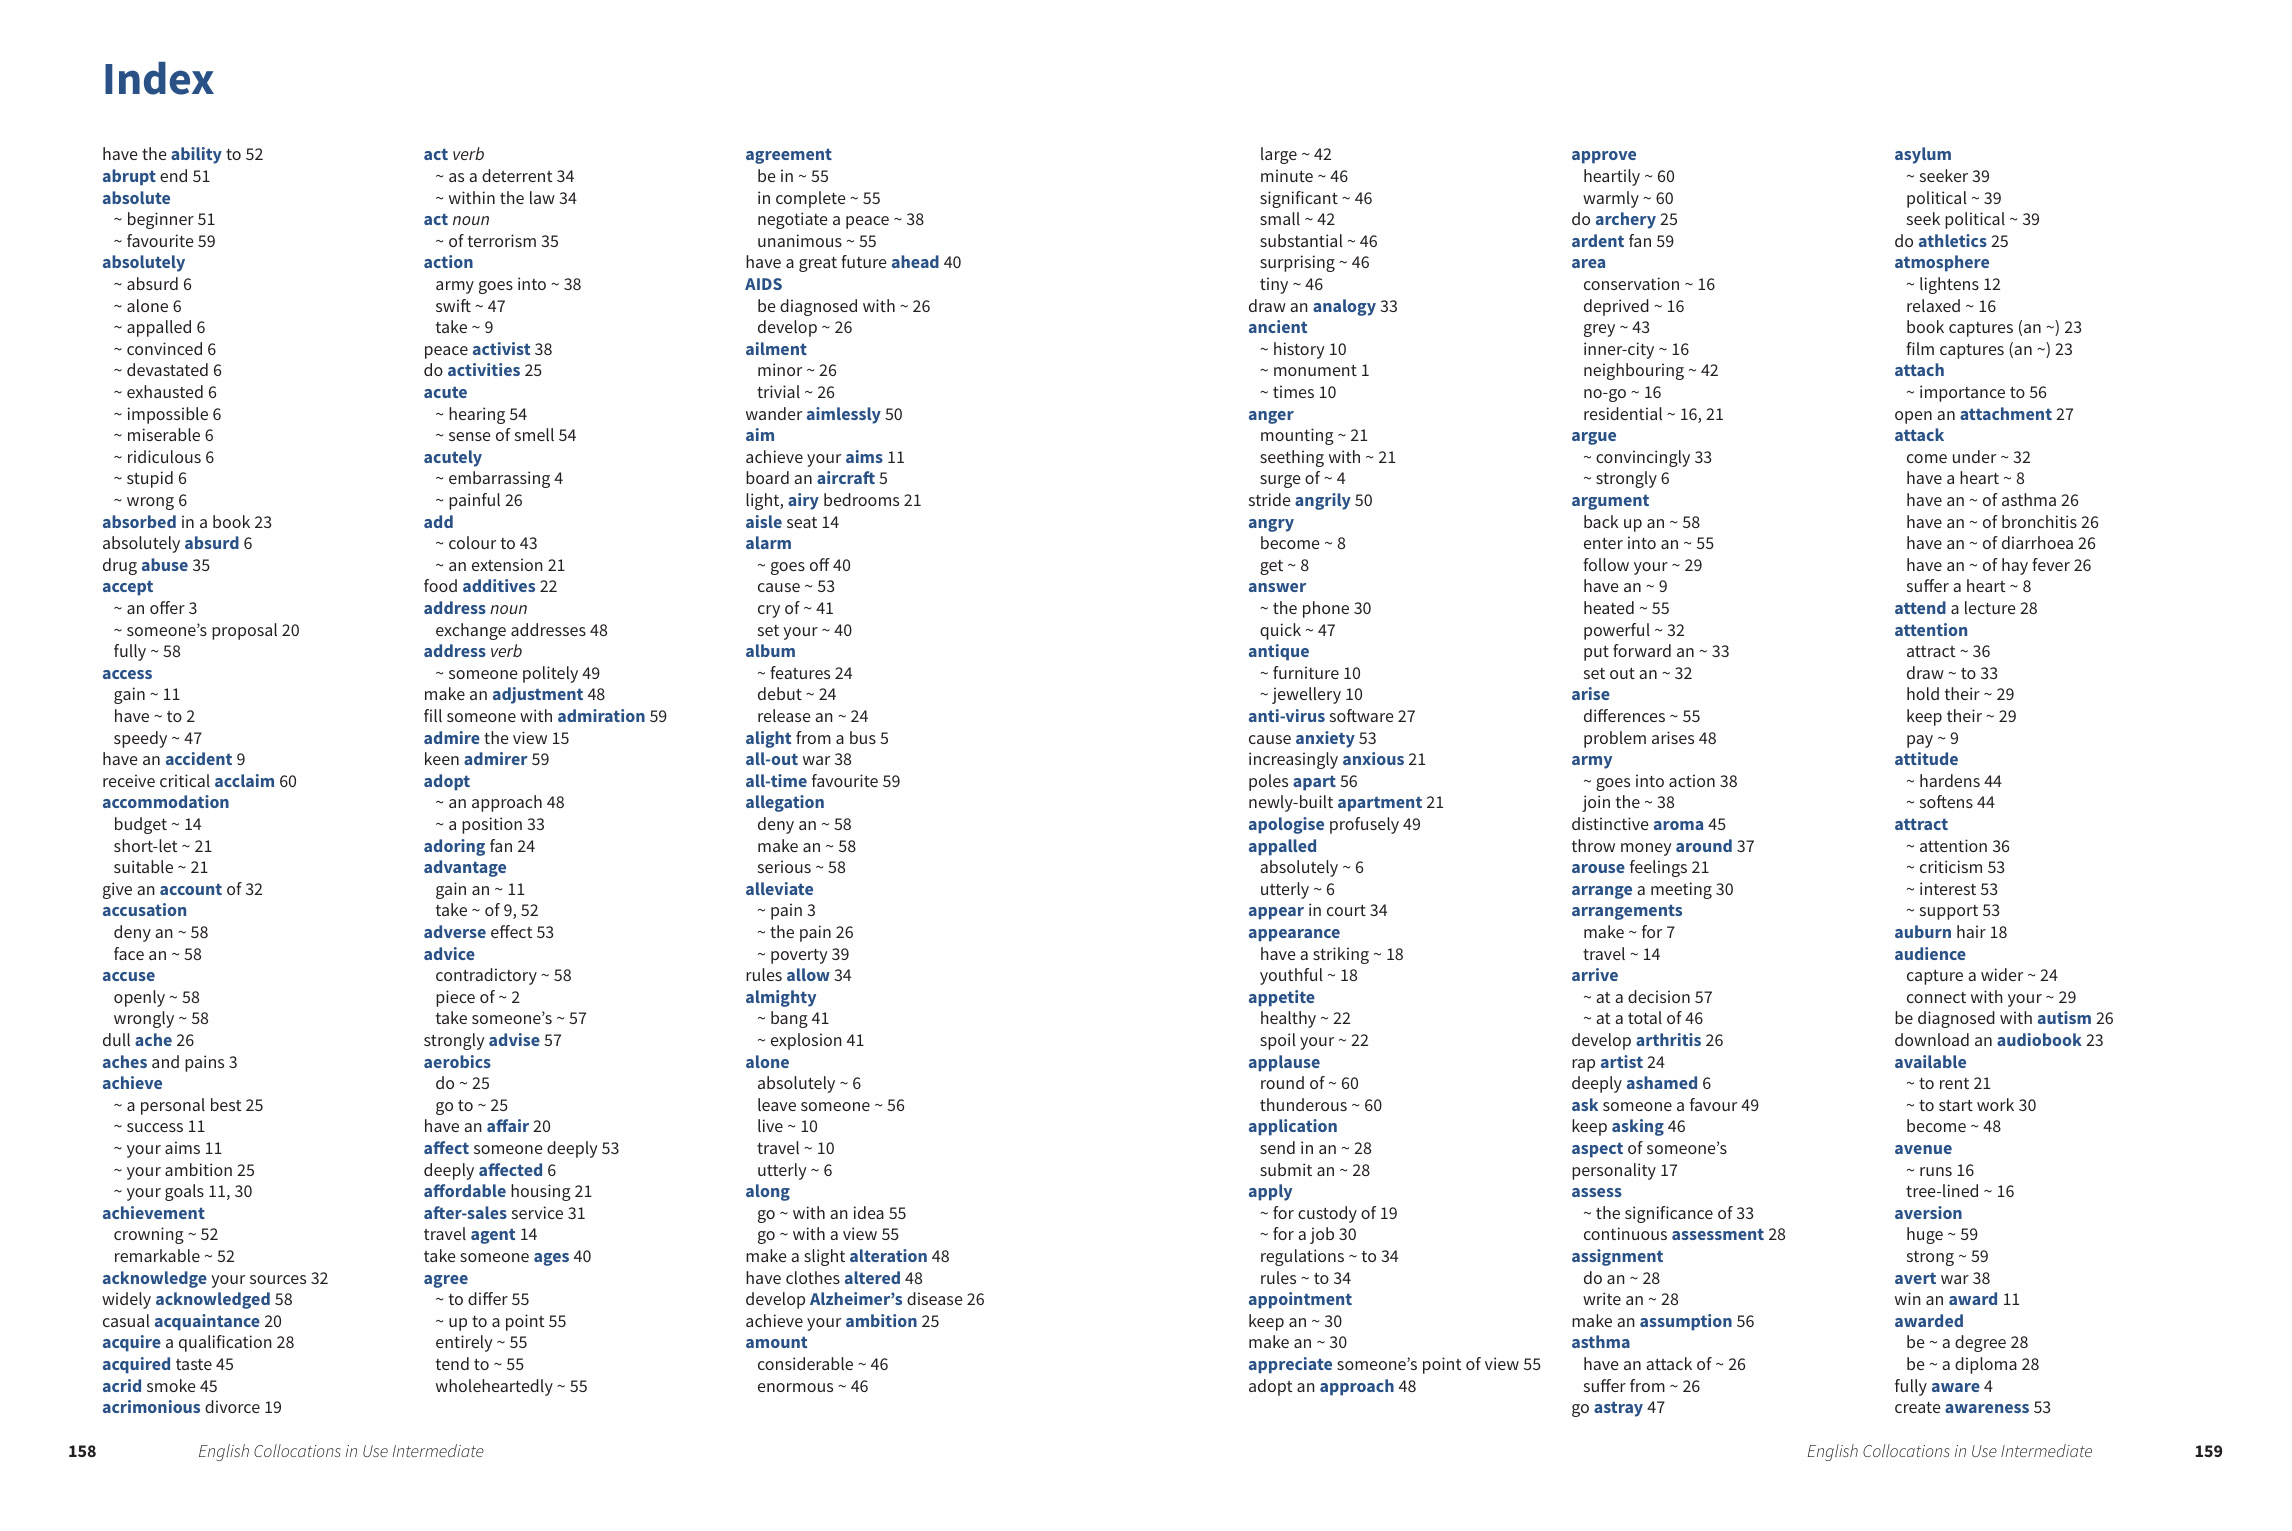 Index
have the ability to 52
abrupt end 51
absolute
~ beginner 51
~ favourite 59
absolutely
~ absurd 6
~ alone 6
~ appalled 6
~ convinced 6
~ devastated 6
~ exhausted 6
~ impossible 6
~ miserable 6
~ ridiculous 6
~ stupid 6
~ wrong 6
absorbed in a book 23
absolutely absurd 6
drug abuse 35
accept
~ an offer 3
~ someone’s proposal 20
fully ~ 58
access
gain ~ 11
have ~ to 2
speedy ~ 47
have an accident 9
receive critical acclaim 60
accommodation
budget ~ 14
short-let ~ 21
suitable ~ 21
give an account of 32
accusation
deny an ~ 58
face an ~ 58
accuse
openly ~ 58
wrongly ~ 58
dull ache 26
aches and pains 3
achieve
~ a personal best 25
~ success 11
~ your aims 11
~ your ambition 25
~ your goals 11, 30
achievement
crowning ~ 52
remarkable ~ 52
acknowledge your sources 32
widely acknowledged 58
casual acquaintance 20
acquire a qualification 28
acquired taste 45
acrid smoke 45
acrimonious divorce 19
act verb
~ as a deterrent 34
~ within the law 34
act noun
~ of terrorism 35
action
army goes into ~ 38
swift ~ 47
take ~ 9
peace activist 38
do activities 25
acute
~ hearing 54
~ sense of smell 54
acutely
~ embarrassing 4
~ painful 26
add
~ colour to 43
~ an extension 21
food additives 22
address noun
exchange addresses 48
address verb
~ someone politely 49
make an adjustment 48
fill someone with admiration 59
admire the view 15
keen admirer 59
adopt
~ an approach 48
~ a position 33
adoring fan 24
advantage
gain an ~ 11
take ~ of 9, 52
adverse effect 53
advice
contradictory ~ 58
piece of ~ 2
take someone’s ~ 57
strongly advise 57
aerobics
do ~ 25
go to ~ 25
have an affair 20
affect someone deeply 53
deeply affected 6
affordable housing 21
after-sales service 31
travel agent 14
take someone ages 40
agree
~ to differ 55
~ up to a point 55
entirely ~ 55
tend to ~ 55
wholeheartedly ~ 55
agreement
be in ~ 55
in complete ~ 55
negotiate a peace ~ 38
unanimous ~ 55
have a great future ahead 40
AIDS
be diagnosed with ~ 26
develop ~ 26
ailment
minor ~ 26
trivial ~ 26
wander aimlessly 50
aim
achieve your aims 11
board an aircraft 5
light, airy bedrooms 21
aisle seat 14
alarm
~ goes off 40
cause ~ 53
cry of ~ 41
set your ~ 40
album
~ features 24
debut ~ 24
release an ~ 24
alight from a bus 5
all-out war 38
all-time favourite 59
allegation
deny an ~ 58
make an ~ 58
serious ~ 58
alleviate
~ pain 3
~ the pain 26
~ poverty 39
rules allow 34
almighty
~ bang 41
~ explosion 41
alone
absolutely ~ 6
leave someone ~ 56
live ~ 10
travel ~ 10
utterly ~ 6
along
go ~ with an idea 55
go ~ with a view 55
make a slight alteration 48
have clothes altered 48
develop Alzheimer’s disease 26
achieve your ambition 25
amount
considerable ~ 46
enormous ~ 46
158
English Collocations in Use Intermediate
large ~ 42
minute ~ 46
significant ~ 46
small ~ 42
substantial ~ 46
surprising ~ 46
tiny ~ 46
draw an analogy 33
ancient
~ history 10
~ monument 1
~ times 10
anger
mounting ~ 21
seething with ~ 21
surge of ~ 4
stride angrily 50
angry
become ~ 8
get ~ 8
answer
~ the phone 30
quick ~ 47
antique
~ furniture 10
~ jewellery 10
anti-virus software 27
cause anxiety 53
increasingly anxious 21
poles apart 56
newly-built apartment 21
apologise profusely 49
appalled
absolutely ~ 6
utterly ~ 6
appear in court 34
appearance
have a striking ~ 18
youthful ~ 18
appetite
healthy ~ 22
spoil your ~ 22
applause
round of ~ 60
thunderous ~ 60
application
send in an ~ 28
submit an ~ 28
apply
~ for custody of 19
~ for a job 30
regulations ~ to 34
rules ~ to 34
appointment
keep an ~ 30
make an ~ 30
appreciate someone’s point of view 55
adopt an approach 48
approve
heartily ~ 60
warmly ~ 60
do archery 25
ardent fan 59
area
conservation ~ 16
deprived ~ 16
grey ~ 43
inner-city ~ 16
neighbouring ~ 42
no-go ~ 16
residential ~ 16, 21
argue
~ convincingly 33
~ strongly 6
argument
back up an ~ 58
enter into an ~ 55
follow your ~ 29
have an ~ 9
heated ~ 55
powerful ~ 32
put forward an ~ 33
set out an ~ 32
arise
differences ~ 55
problem arises 48
army
~ goes into action 38
join the ~ 38
distinctive aroma 45
throw money around 37
arouse feelings 21
arrange a meeting 30
arrangements
make ~ for 7
travel ~ 14
arrive
~ at a decision 57
~ at a total of 46
develop arthritis 26
rap artist 24
deeply ashamed 6
ask someone a favour 49
keep asking 46
aspect of someone’s
personality 17
assess
~ the significance of 33
continuous assessment 28
assignment
do an ~ 28
write an ~ 28
make an assumption 56
asthma
have an attack of ~ 26
suffer from ~ 26
go astray 47
asylum
~ seeker 39
political ~ 39
seek political ~ 39
do athletics 25
atmosphere
~ lightens 12
relaxed ~ 16
book captures (an ~) 23
film captures (an ~) 23
attach
~ importance to 56
open an attachment 27
attack
come under ~ 32
have a heart ~ 8
have an ~ of asthma 26
have an ~ of bronchitis 26
have an ~ of diarrhoea 26
have an ~ of hay fever 26
suffer a heart ~ 8
attend a lecture 28
attention
attract ~ 36
draw ~ to 33
hold their ~ 29
keep their ~ 29
pay ~ 9
attitude
~ hardens 44
~ softens 44
attract
~ attention 36
~ criticism 53
~ interest 53
~ support 53
auburn hair 18
audience
capture a wider ~ 24
connect with your ~ 29
be diagnosed with autism 26
download an audiobook 23
available
~ to rent 21
~ to start work 30
become ~ 48
avenue
~ runs 16
tree-lined ~ 16
aversion
huge ~ 59
strong ~ 59
avert war 38
win an award 11
awarded
be ~ a degree 28
be ~ a diploma 28
fully aware 4
create awareness 53
English Collocations in Use Intermediate
159